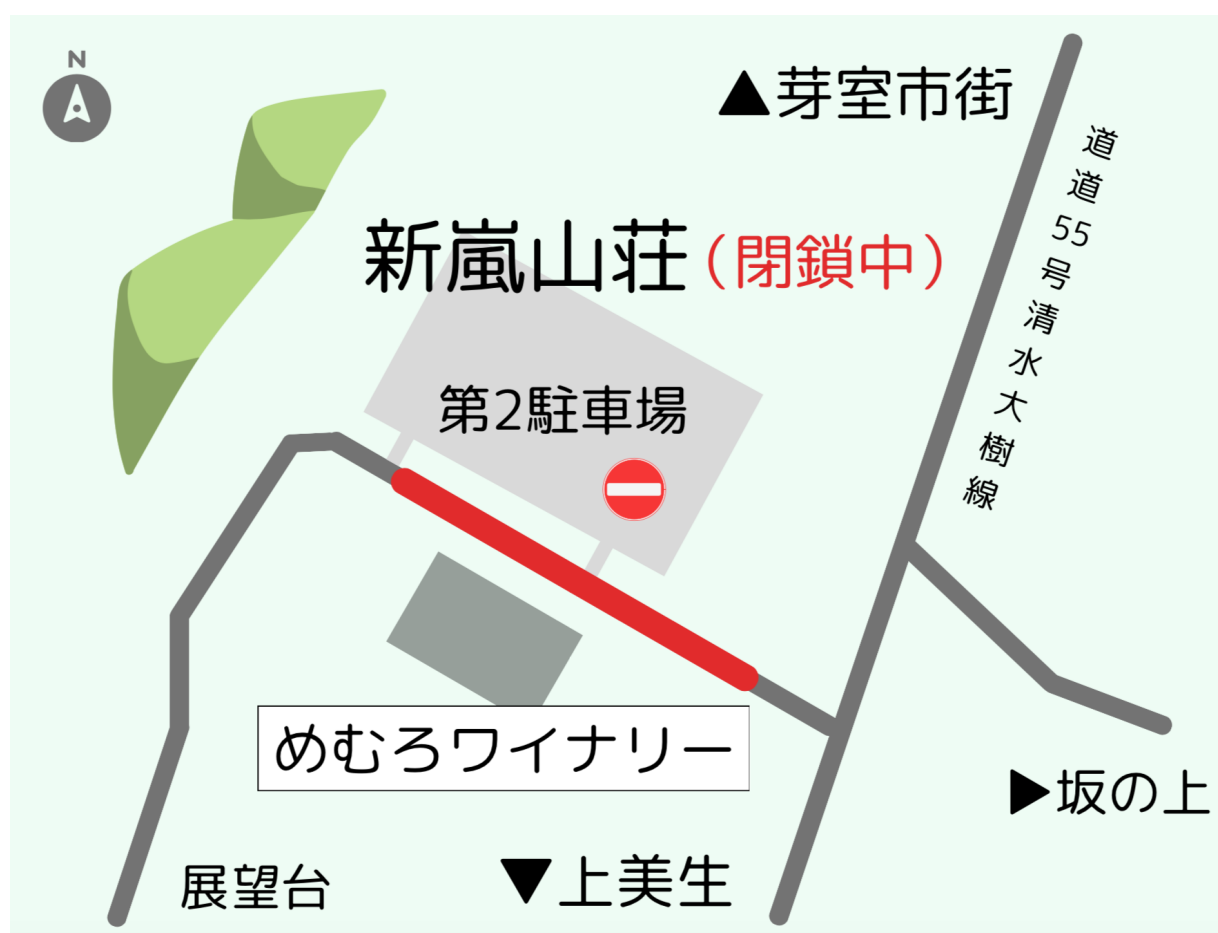 N
▲芽室市街
道道55号清水大樹線
新嵐山荘(閉鎖中)
第2駐車場
めむろワイナリー
▶坂の上
展望台
▼上美生